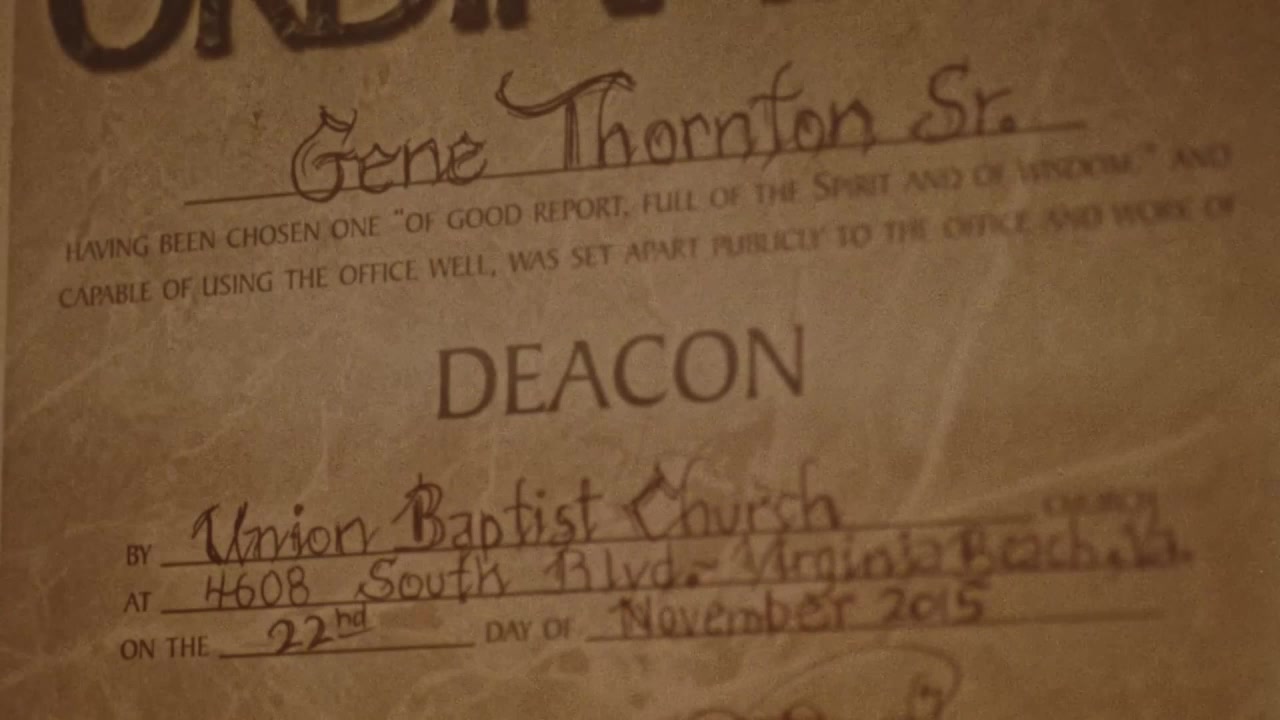 Gene Thornton Sr.
HAVING BEEN CHOSEN ONE "OF GOOD REPORT, FULL OF THE SPIRIT AND OF WISDOM," AND
CAPABLE OF USING THE OFFICE WELL, WAS SET APART PUBLICLY TO THE OFFICE AND WORK OF
DEACON
BY Union Baptist Church CHURCH
AT 4608 South Blvd.- Virginia Beach, Va.
ON THE 22nd DAY OF November 2015